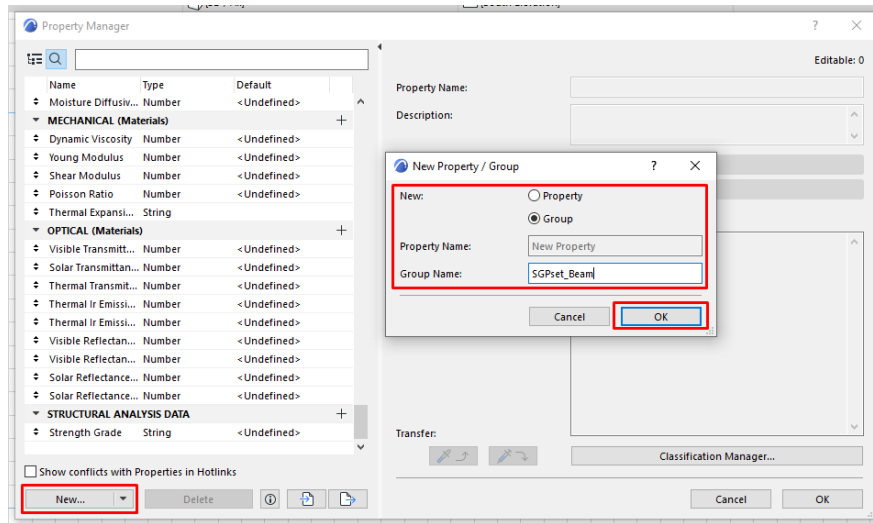 Property Manager
Editable: 0
Name Type Default
Moisture Diffusiv... Number <Undefined>
MECHANICAL (Materials)
Dynamic Viscosity Number <Undefined>
Young Modulus Number <Undefined>
Shear Modulus Number <Undefined>
Poisson Ratio Number <Undefined>
Thermal Expansi... String
OPTICAL (Materials)
Visible Transmitt... Number <Undefined>
Solar Transmittan... Number <Undefined>
Thermal Transmit... Number <Undefined>
Thermal Ir Emissi... Number <Undefined>
Thermal Ir Emissi... Number <Undefined>
Visible Reflectan... Number <Undefined>
Visible Reflectan... Number <Undefined>
Solar Reflectance... Number <Undefined>
Solar Reflectance... Number <Undefined>
STRUCTURAL ANALYSIS DATA
Strength Grade String <Undefined>
Show conflicts with Properties in Hotlinks
New... Delete
Property Name:
Description:
New Property / Group
New: Property
Group
Property Name: New Property
Group Name: SGPset_Beam
Cancel OK
Transfer:
Classification Manager...
Cancel OK